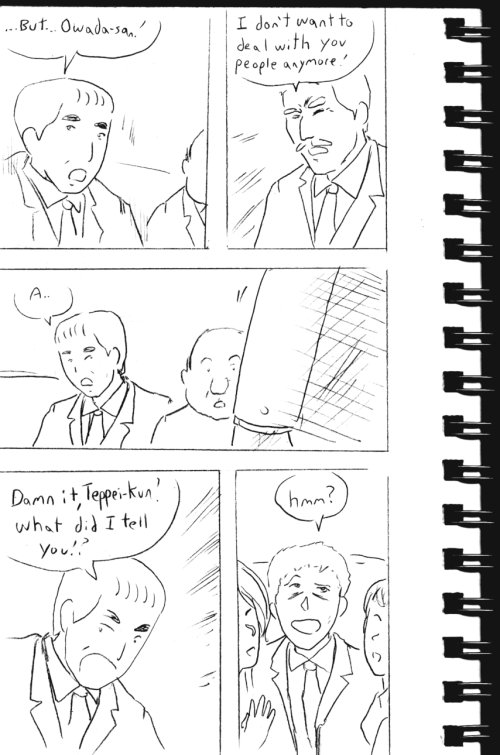 ...But... Owada-san!
I don't want to
deal with you
people anymore!
A..
Damn it, Teppei-kun!
What did I tell
you!?
hmm?